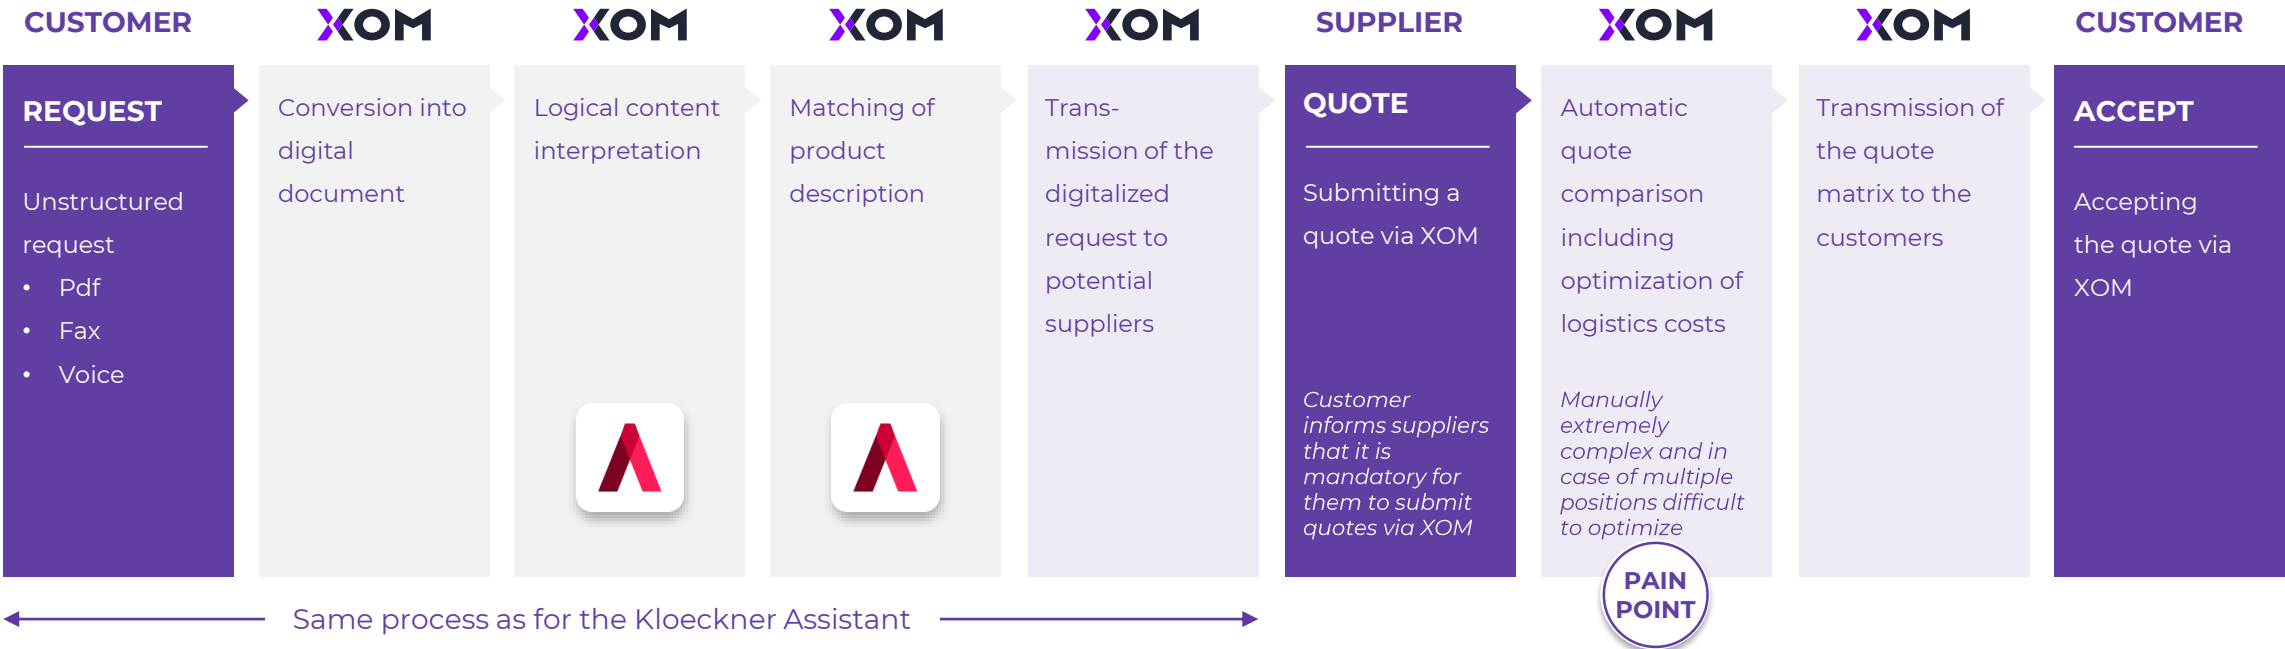 CUSTOMER
XOM
XOM
XOM
XOM
SUPPLIER
XOM
XOM
CUSTOMER
REQUEST
Unstructured
request
• Pdf
• Fax
• Voice
Conversion into
digital
document
Logical content
interpretation
Matching of
product
description
Trans-
mission of the
digitalized
request to
potential
suppliers
QUOTE
Submitting a
quote via XOM
Customer
informs suppliers
that it is
mandatory for
them to submit
quotes via XOM
Automatic
quote
comparison
including
optimization of
logistics costs
Manually
extremely
complex and in
case of multiple
positions difficult
to optimize
PAIN
POINT
Transmission of
the quote
matrix to the
customers
ACCEPT
Accepting
the quote via
XOM
Same process as for the Kloeckner Assistant